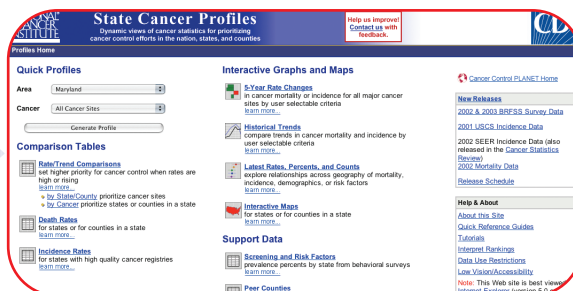 NATIONAL
CANCER
INSTITUTE
State Cancer Profiles
Dynamic views of cancer statistics for prioritizing
cancer control efforts in the nation, states, and counties
Help us improve!
Contact us with
feedback.
CD
Profiles Home
Quick Profiles
Area Maryland
Cancer All Cancer Sites
Generate Profile
Comparison Tables
Rate/Trend Comparisons
set higher priority for cancer control when rates are
high or rising
learn more...
by State/County prioritize cancer sites
by Cancer prioritize states or counties in a state
Death Rates
for states or for counties in a state
learn more...
Incidence Rates
for states with high quality cancer registries
learn more...
Interactive Graphs and Maps
5-Year Rate Changes
in cancer mortality or incidence for all major cancer
sites by user selectable criteria
learn more...
Historical Trends
compare trends in cancer mortality and incidence by
user selectable criteria
learn more...
Latest Rates, Percents, and Counts
explore relationships across geography of mortality,
incidence, demographics, or risk factors
learn more...
Interactive Maps
for states or for counties in a state
learn more...
Support Data
Screening and Risk Factors
prevalence percents by state from behavioral surveys
learn more...
Peer Counties
Cancer Control PLANET Home
New Releases
2002 & 2003 BRFSS Survey Data
2001 USCS Incidence Data
2002 SEER Incidence Data (also
released in the Cancer Statistics
Review)
2002 Mortality Data
Release Schedule
Help & About
About this Site
Quick Reference Guides
Tutorials
Interpret Rankings
Data Use Restrictions
Low Vision/Accessibility
Note: This Web site is best viewe
Internet Explorer (version 5.0